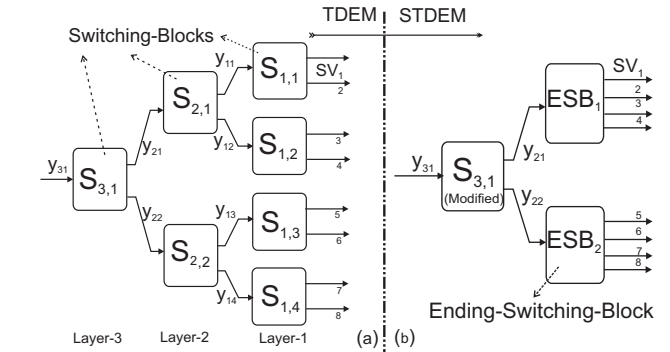 TDEM STDEM
Switching-Blocks
y11
S1,1
SV1
2
S2,1
y12
S1,2
3
4
y31
S3,1
y21
y22
y13
S1,3
5
6
S2,2
y14
S1,4
7
8
Layer-3 Layer-2 Layer-1 (a)
(b)
y31
S3,1
(Modified)
y21
y22
ESB1
SV1
2
3
4
ESB2
5
6
7
8
Ending-Switching-Block